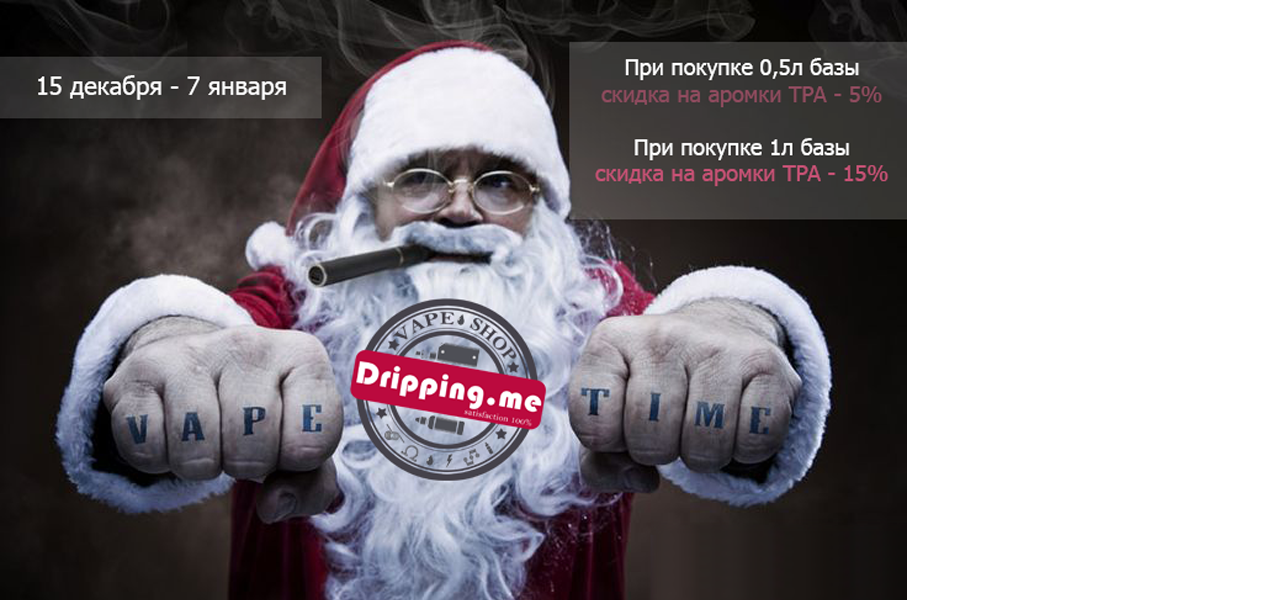 15 декабря - 7 января
При покупке 0,5л базы
скидка на аромки TPA - 5%
При покупке 1л базы
скидка на аромки TPA - 15%
VAPE SHOP
Dripping.me
satisfaction 100%
VAPE
TIME